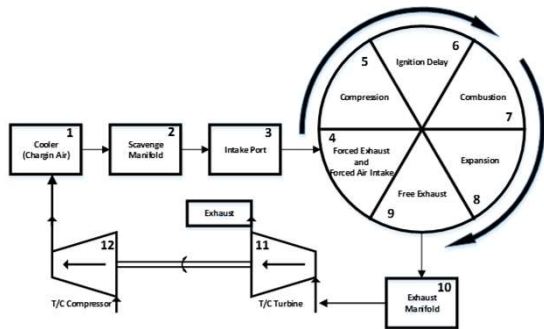 1
Cooler
(Chargin Air)
2
Scavenge
Manifold
3
Intake Port
4
Forced Exhaust
and
Forced Air Intake
5
Compression
6
Ignition Delay
Combustion
7
Expansion
8
Free Exhaust
9
10
Exhaust
Manifold
Exhaust
11
T/C Turbine
12
T/C Compressor